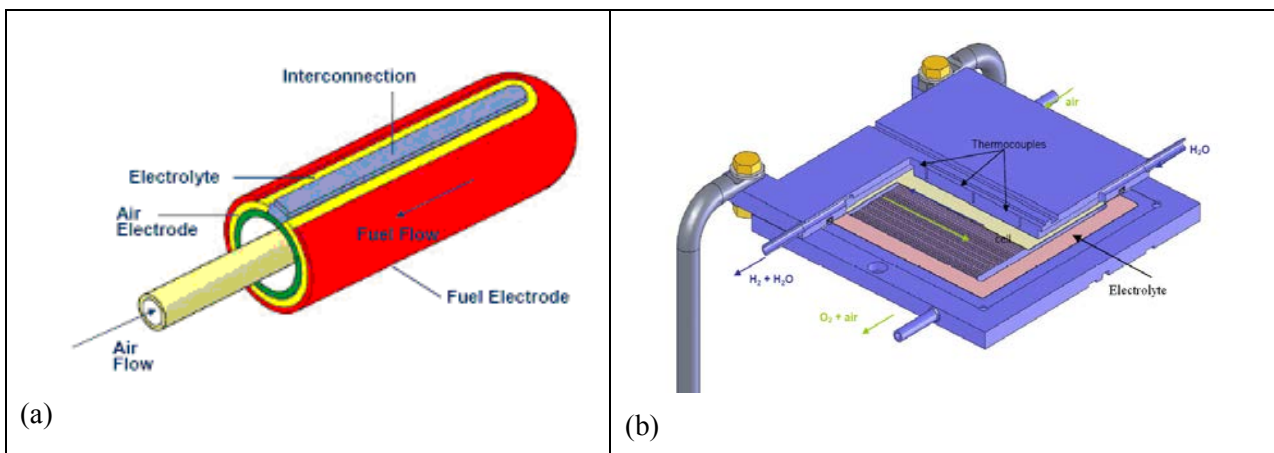 Interconnection
Electrolyte
Air
Electrode
Fuel Flow
Fuel Electrode
Air
Flow
(a)
air
Thermocouples
H₂O
cell
H₂ + H₂O
Electrolyte
O₂ + air
(b)